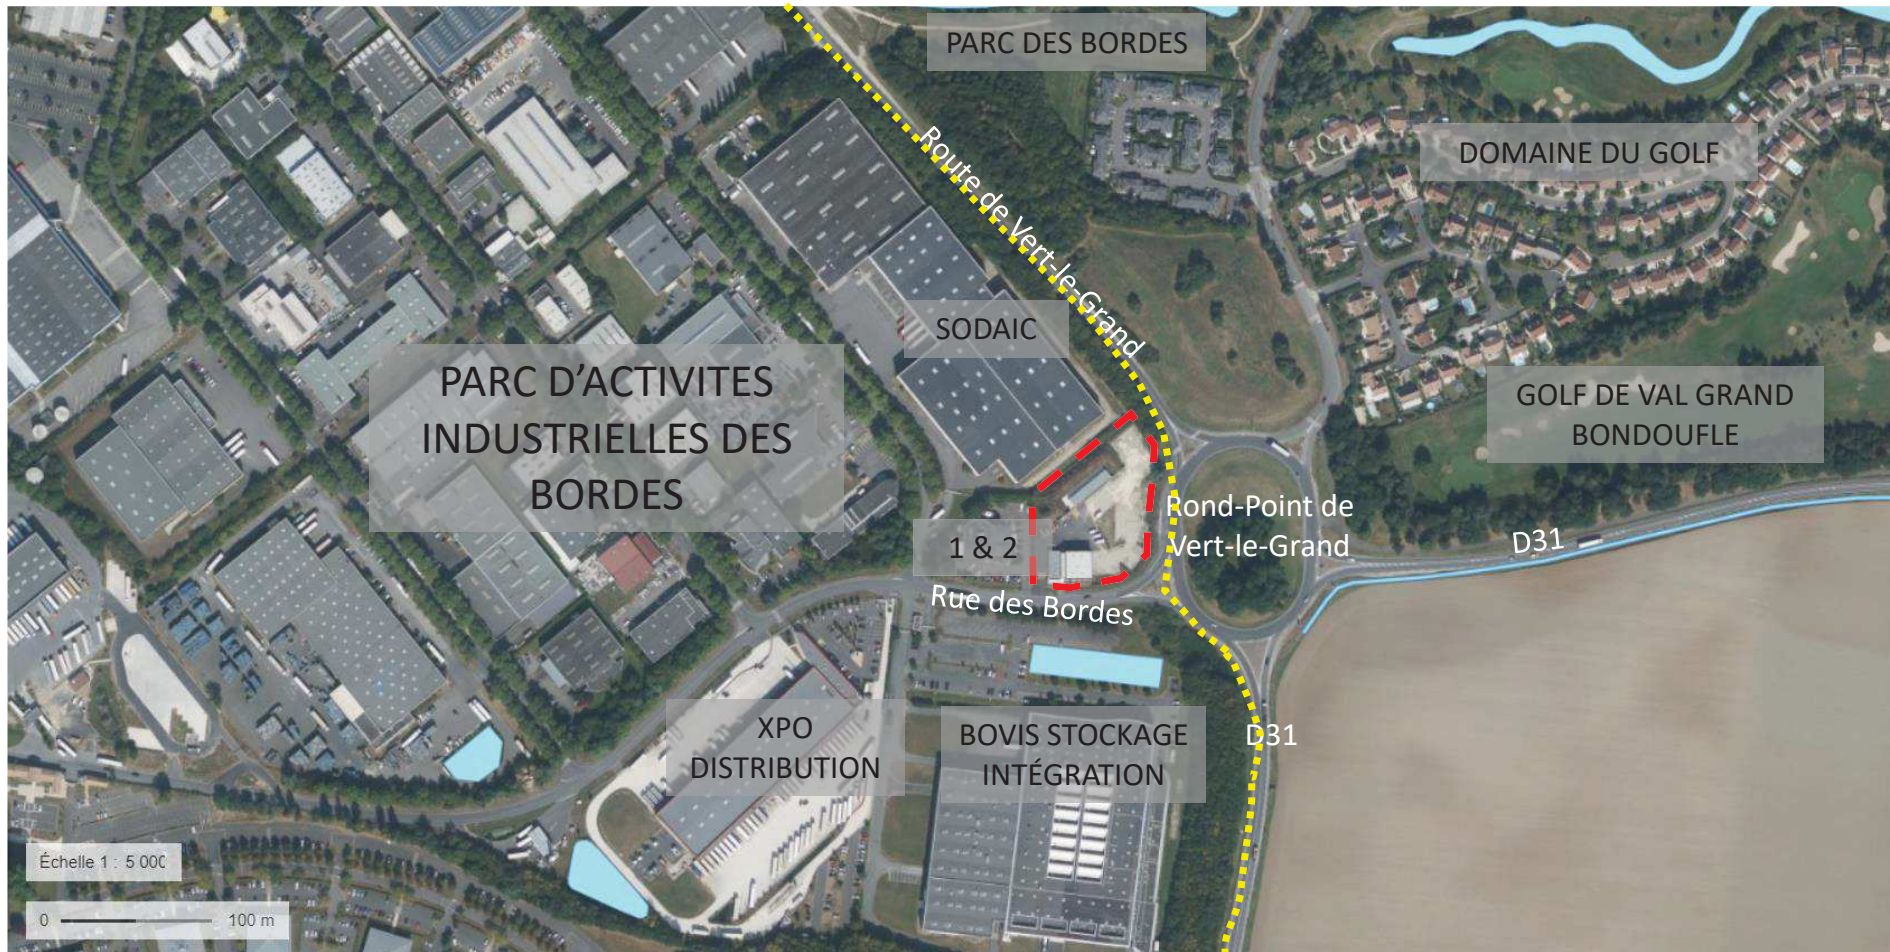 PARC DES BORDES
DOMAINE DU GOLF
Route de Vert-le-Grand
SODAIC
PARC D’ACTIVITES
INDUSTRIELLES DES
BORDES
GOLF DE VAL GRAND
BONDOUFLE
Rond-Point de
Vert-le-Grand
D31
1 & 2
Rue des Bordes
XPO
DISTRIBUTION
BOVIS STOCKAGE
INTÉGRATION
D31
Échelle 1 : 5 000
0 100 m